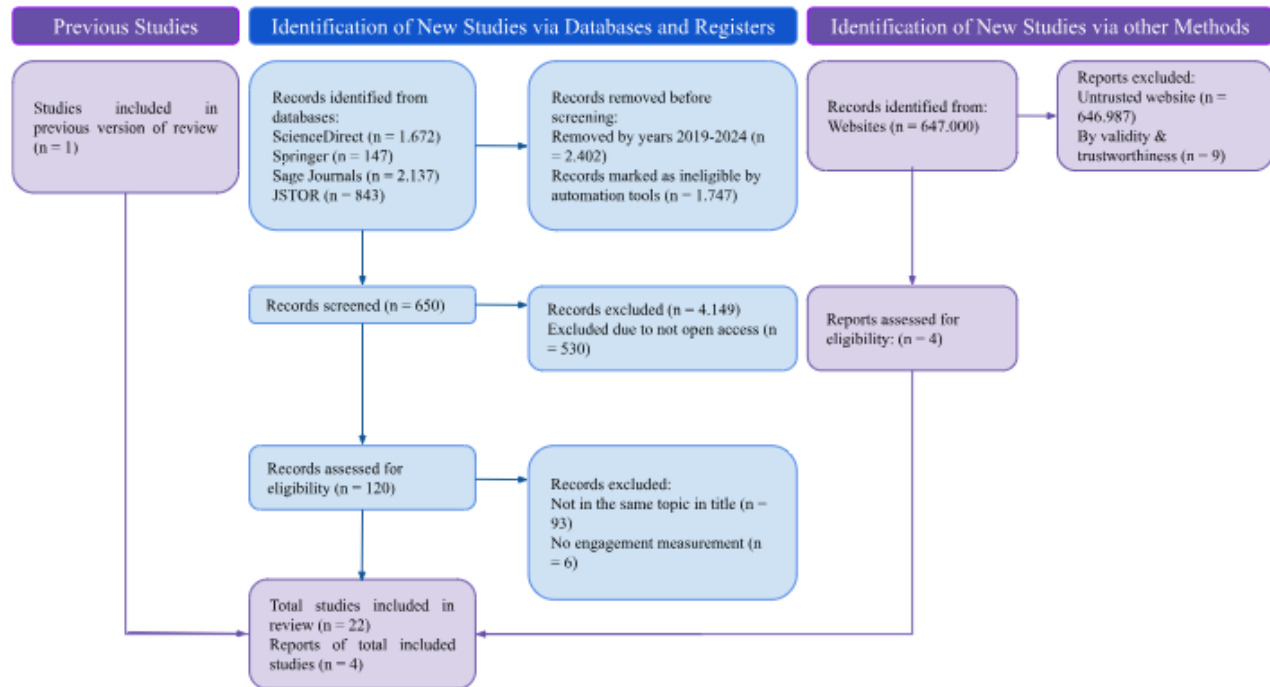 Previous Studies
Identification of New Studies via Databases and Registers
Identification of New Studies via other Methods
Studies included in
previous version of review
(n = 1)
Records identified from
databases:
ScienceDirect (n = 1.672)
Springer (n = 147)
Sage Journals (n = 2.137)
JSTOR (n = 843)
Records removed before
screening:
Removed by years 2019-2024 (n
= 2.402)
Records marked as ineligible by
automation tools (n = 1.747)
Records identified from:
Websites (n = 647.000)
Reports excluded:
Untrusted website (n =
646.987)
By validity &
trustworthiness (n = 9)
Records screened (n = 650)
Records excluded (n = 4.149)
Excluded due to not open access (n
= 530)
Reports assessed for
eligibility: (n = 4)
Records assessed for
eligibility (n = 120)
Records excluded:
Not in the same topic in title (n =
93)
No engagement measurement (n
= 6)
Total studies included in
review (n = 22)
Reports of total included
studies (n = 4)